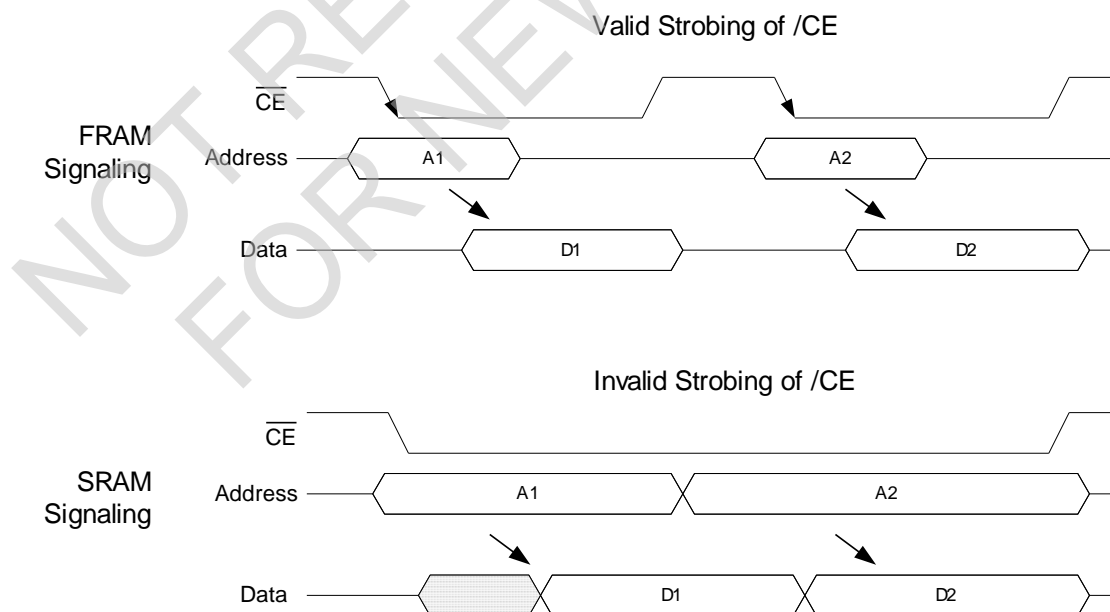 Valid Strobing of /CE
CE
FRAM
Signaling
Address
A1
A2
Data
D1
D2
Invalid Strobing of /CE
CE
SRAM
Signaling
Address
A1
A2
Data
D1
D2
NOT RE
FOR NEW